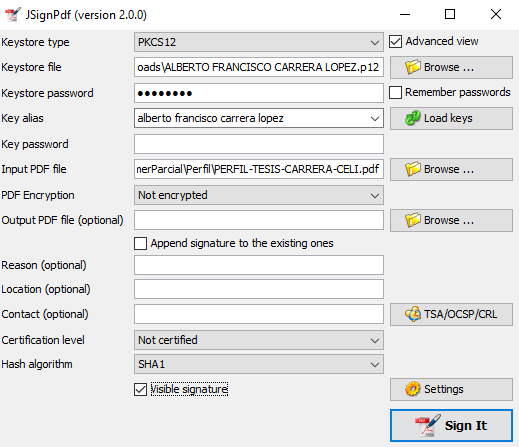 JSignPdf (version 2.0.0)
Keystore type PKCS12 Advanced view
Keystore file oads\ALBERTO FRANCISCO CARRERA LOPEZ.p12 Browse ...
Keystore password ●●●●●●●● Remember passwords
Key alias alberto francisco carrera lopez Load keys
Key password
Input PDF file nerParcial\Perfil\PERFIL-TESIS-CARRERA-CELI.pdf Browse ...
PDF Encryption Not encrypted
Output PDF file (optional) Browse ...
Append signature to the existing ones
Reason (optional)
Location (optional)
Contact (optional) TSA/OCSP/CRL
Certification level Not certified
Hash algorithm SHA1
Visible signature Settings
Sign It